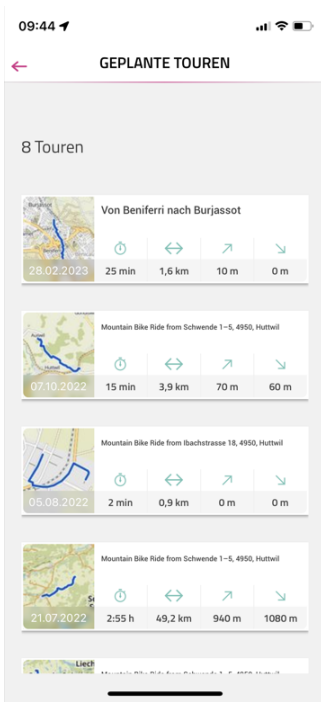 09:44
GEPLANTE TOUREN
8 Touren
Von Beniferri nach Burjassot
28.02.2023
25 min
1,6 km
10 m
0 m
Mountain Bike Ride from Schwende 1–5, 4950, Huttwil
Huttwil
07.10.2022
15 min
3,9 km
70 m
60 m
Mountain Bike Ride from Ibachstrasse 18, 4950, Huttwil
05.08.2022
2 min
0,9 km
0 m
0 m
Mountain Bike Ride from Schwende 1–5, 4950, Huttwil
21.07.2022
2:55 h
49,2 km
940 m
1080 m
Liech